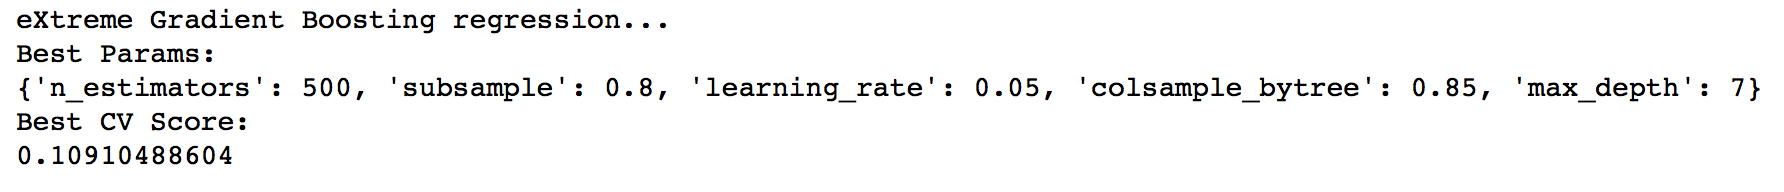 eXtreme Gradient Boosting regression...
Best Params:
{'n_estimators': 500, 'subsample': 0.8, 'learning_rate': 0.05, 'colsample_bytree': 0.85, 'max_depth': 7}
Best CV Score:
0.10910488604